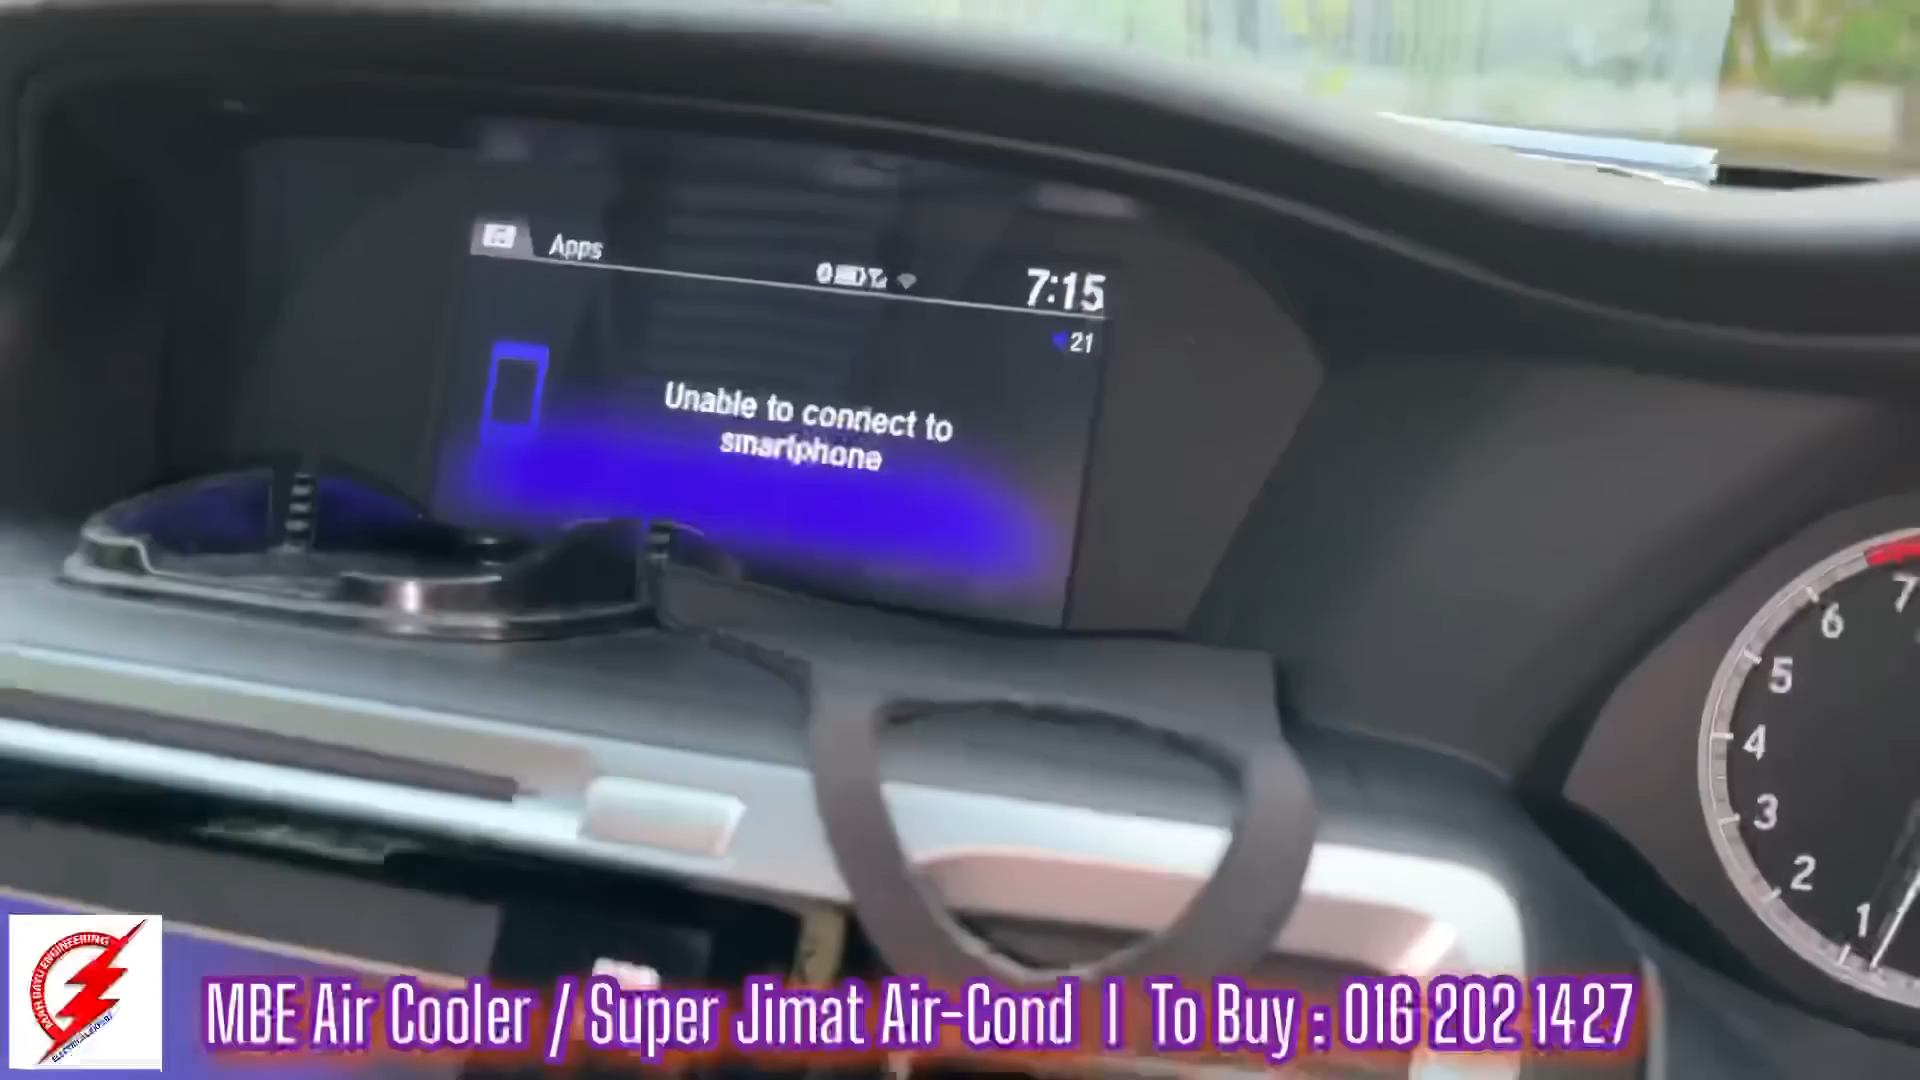 Apps
7:15
21
Unable to connect to
smartphone
7
6
5
4
3
2
1
ENGINEERING
MBE Air Cooler / Super Jimat Air-Cond | To Buy : 016 202 1427